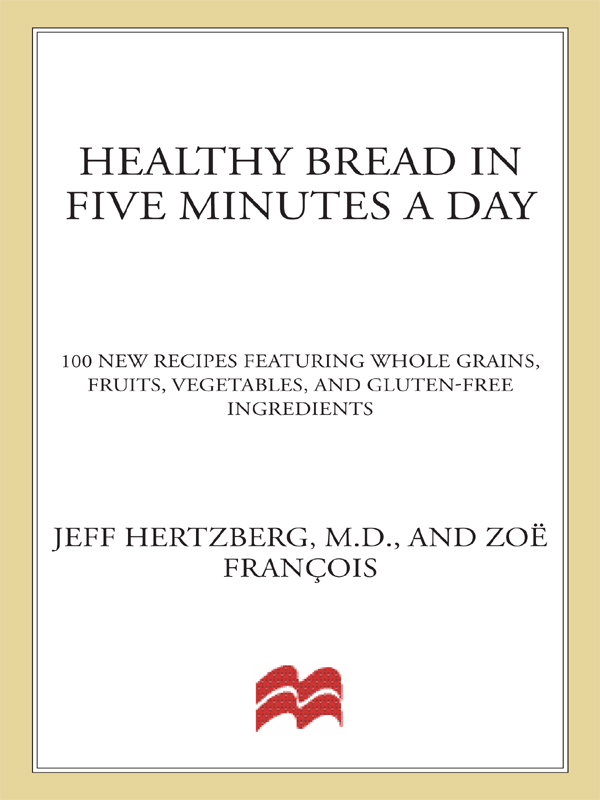 HEALTHY BREAD IN
FIVE MINUTES A DAY
100 NEW RECIPES FEATURING WHOLE GRAINS,
FRUITS, VEGETABLES, AND GLUTEN-FREE
INGREDIENTS
JEFF HERTZBERG, M.D., AND ZOË
FRANÇOIS